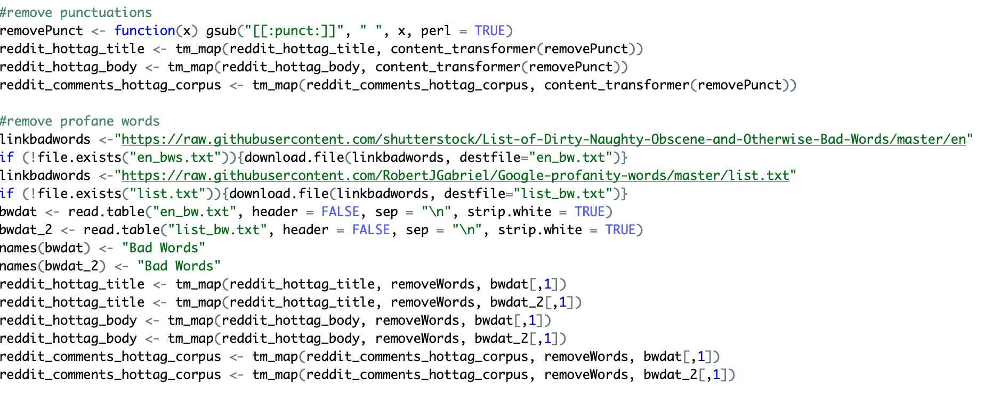 #remove punctuations
removePunct <- function(x) gsub("[[:punct:]]", " ", x, perl = TRUE)
reddit_hottag_title <- tm_map(reddit_hottag_title, content_transformer(removePunct))
reddit_hottag_body <- tm_map(reddit_hottag_body, content_transformer(removePunct))
reddit_comments_hottag_corpus <- tm_map(reddit_comments_hottag_corpus, content_transformer(removePunct))

#remove profane words
linkbadwords <-"https://raw.githubusercontent.com/shutterstock/List-of-Dirty-Naughty-Obscene-and-Otherwise-Bad-Words/master/en"
if (!file.exists("en_bws.txt")){download.file(linkbadwords, destfile="en_bw.txt")}
linkbadwords <-"https://raw.githubusercontent.com/RobertJGabriel/Google-profanity-words/master/list.txt"
if (!file.exists("list.txt")){download.file(linkbadwords, destfile="list_bw.txt")}
bwdat <- read.table("en_bw.txt", header = FALSE, sep = "\n", strip.white = TRUE)
bwdat_2 <- read.table("list_bw.txt", header = FALSE, sep = "\n", strip.white = TRUE)
names(bwdat) <- "Bad Words"
names(bwdat_2) <- "Bad Words"
reddit_hottag_title <- tm_map(reddit_hottag_title, removeWords, bwdat[,1])
reddit_hottag_title <- tm_map(reddit_hottag_title, removeWords, bwdat_2[,1])
reddit_hottag_body <- tm_map(reddit_hottag_body, removeWords, bwdat[,1])
reddit_hottag_body <- tm_map(reddit_hottag_body, removeWords, bwdat_2[,1])
reddit_comments_hottag_corpus <- tm_map(reddit_comments_hottag_corpus, removeWords, bwdat[,1])
reddit_comments_hottag_corpus <- tm_map(reddit_comments_hottag_corpus, removeWords, bwdat_2[,1])